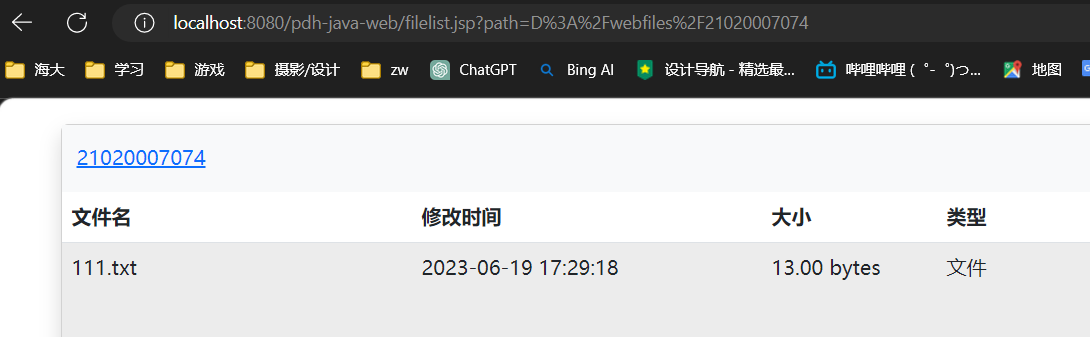 localhost:8080/pdh-java-web/filelist.jsp?path=D%3A%2Fwebfiles%2F21020007074
海大 学习 游戏 摄影/设计 zw ChatGPT Bing AI 设计导航 - 精选最... 哔哩哔哩 (゜-゜)つ... 地图
21020007074
文件名 修改时间 大小 类型
111.txt 2023-06-19 17:29:18 13.00 bytes 文件